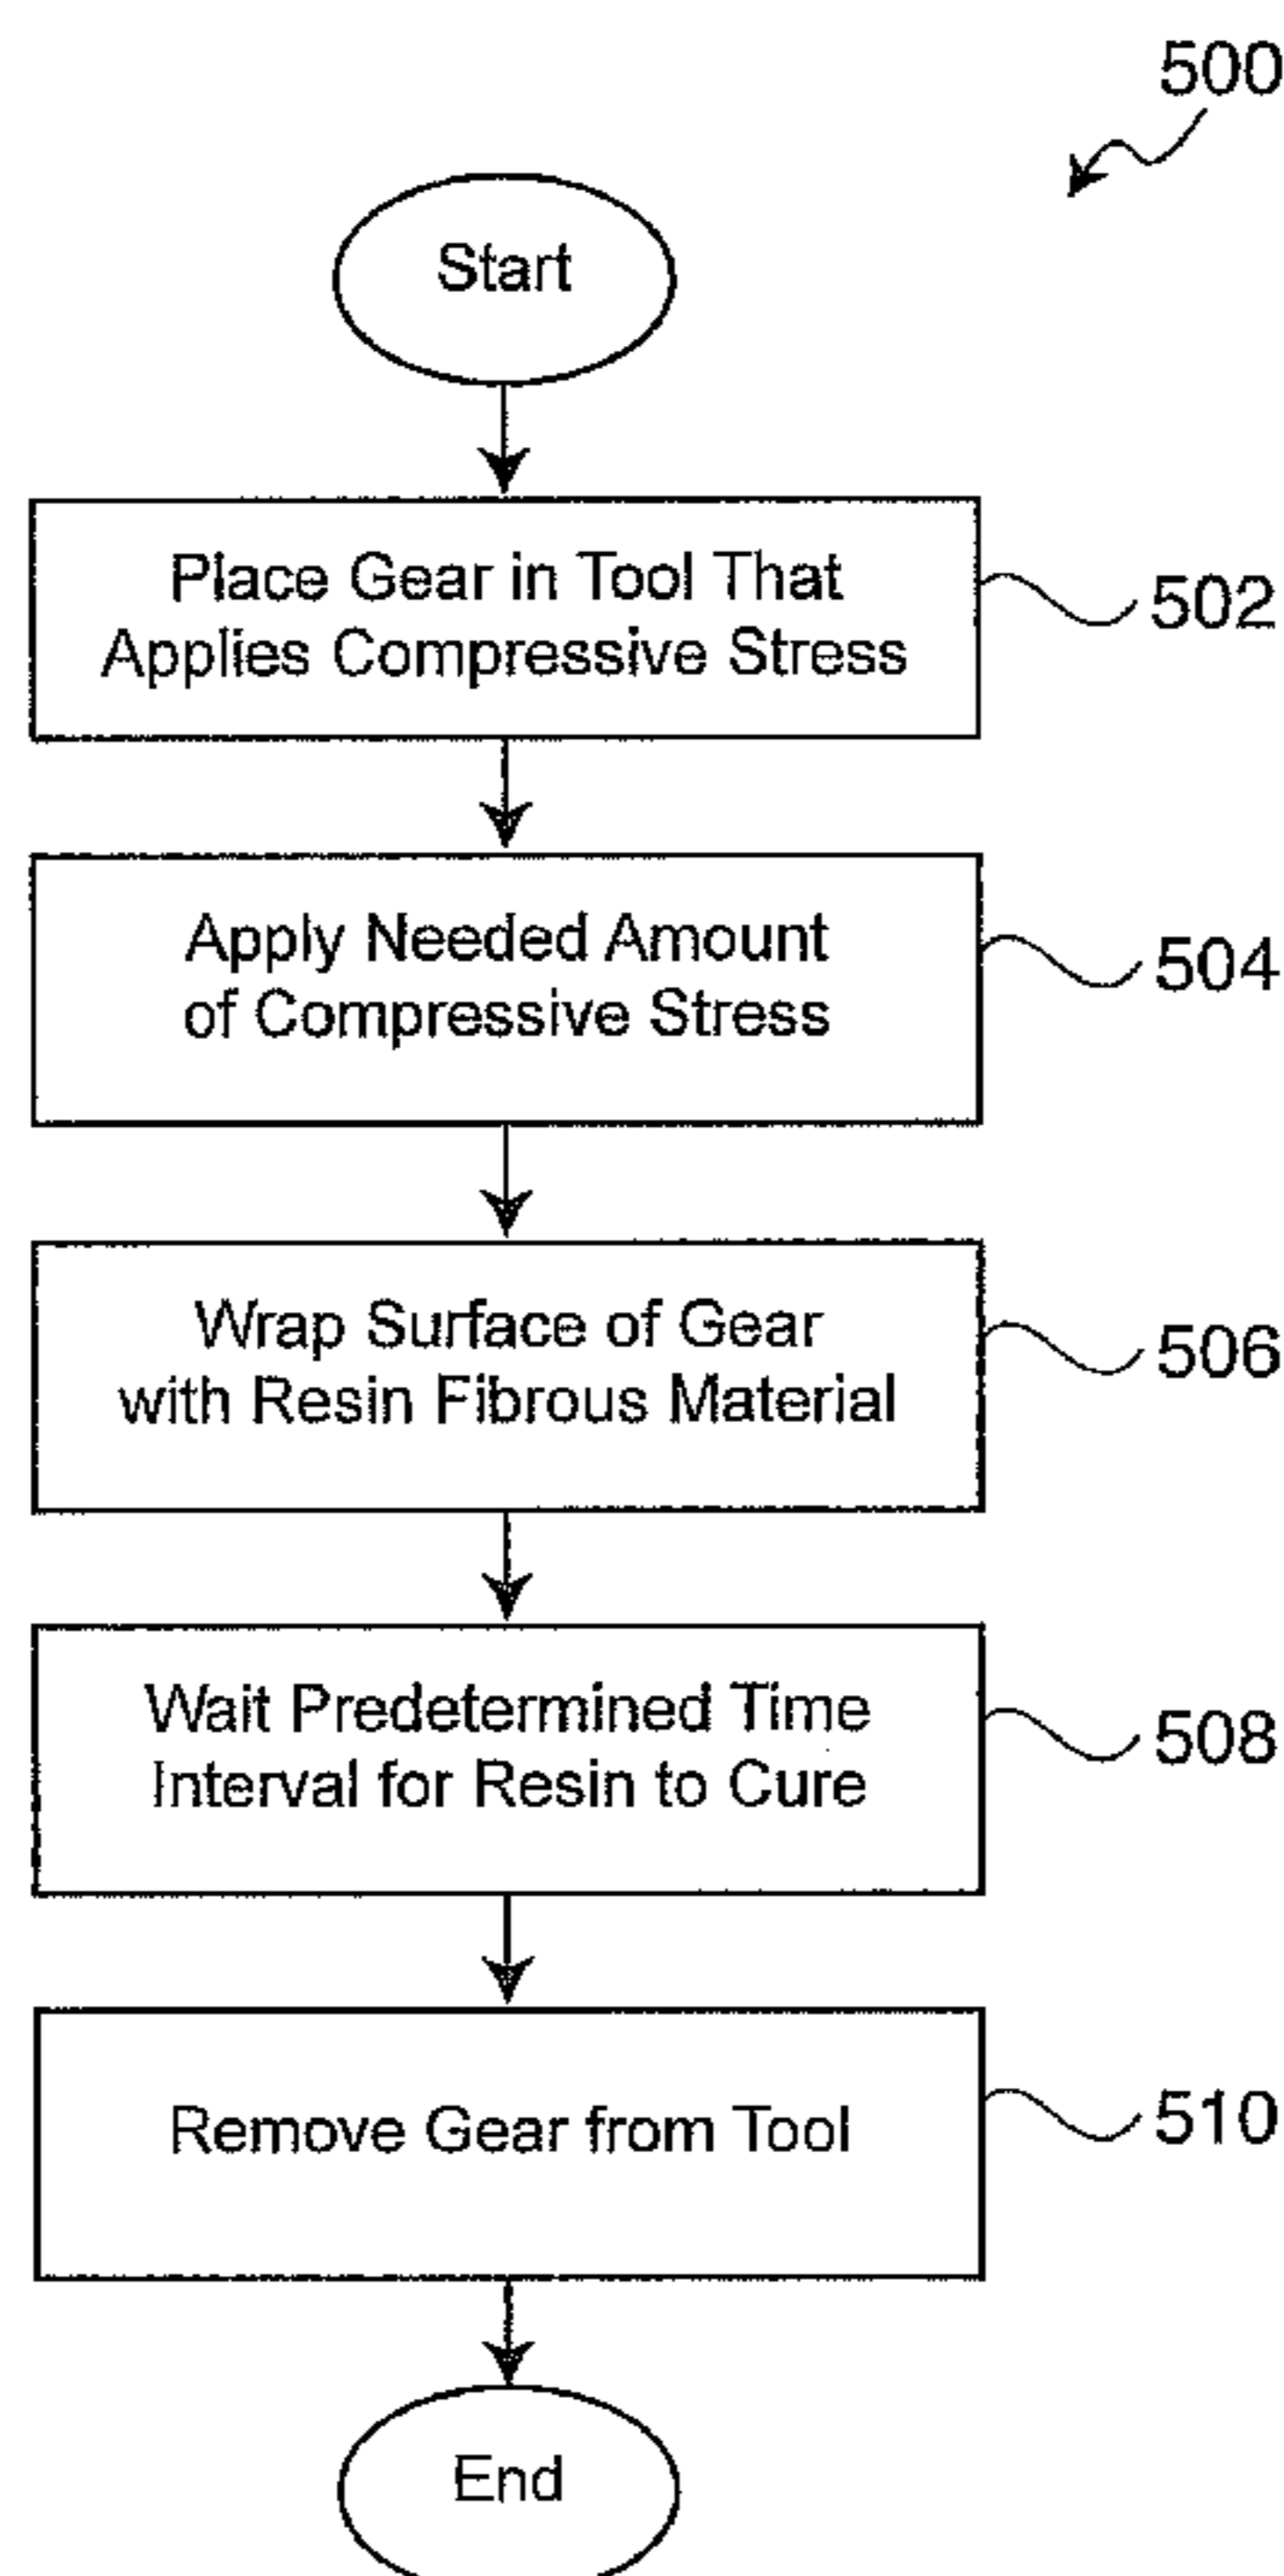 500
Start
Place Gear in Tool That
Applies Compressive Stress
502
Apply Needed Amount
of Compressive Stress
504
Wrap Surface of Gear
with Resin Fibrous Material
506
Wait Predetermined Time
Interval for Resin to Cure
508
Remove Gear from Tool
510
End